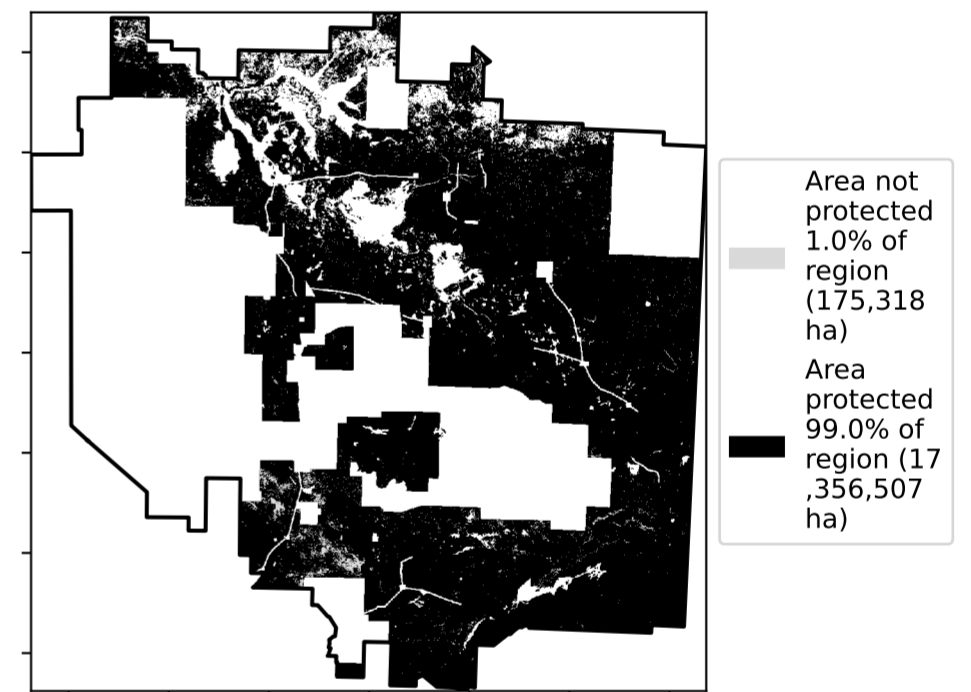 Area not
protected
1.0% of
region
(175,318
ha)
Area
protected
99.0% of
region (17
,356,507
ha)